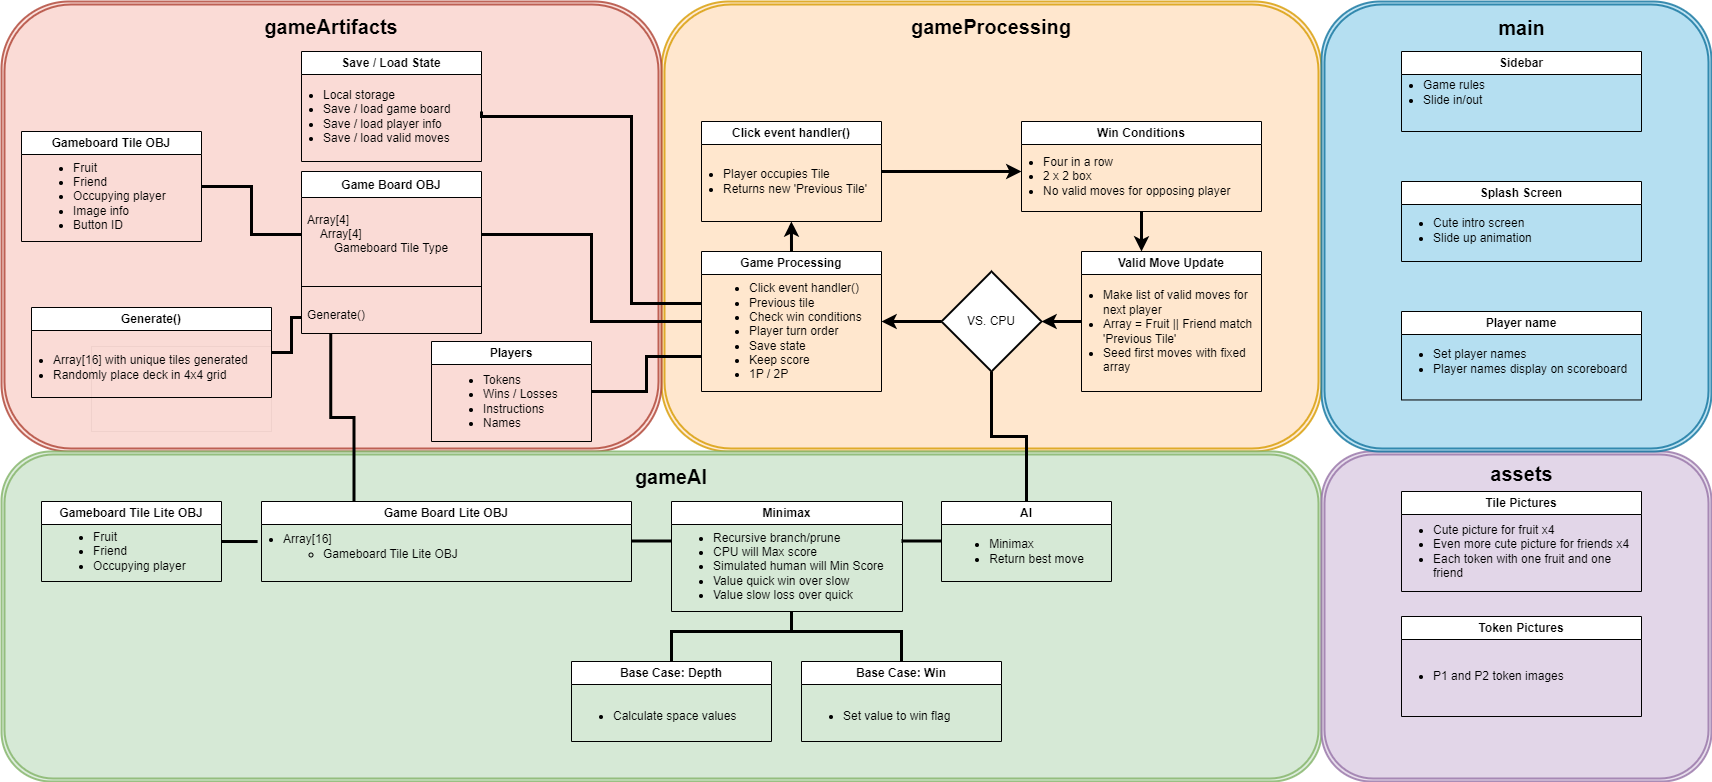 gameArtifacts
Save / Load State
Local storage
Save / load game board
Save / load player info
Save / load valid moves
Gameboard Tile OBJ
Fruit
Friend
Occupying player
Image info
Button ID
Game Board OBJ
Array[4]
Array[4]
Gameboard Tile Type
Generate()
Generate()
Array[16] with unique tiles generated
Randomly place deck in 4x4 grid
Players
Tokens
Wins / Losses
Instructions
Names
gameProcessing
Click event handler()
Player occupies Tile
Returns new 'Previous Tile'
Win Conditions
Four in a row
2 x 2 box
No valid moves for opposing player
Game Processing
Click event handler()
Previous tile
Check win conditions
Player turn order
Save state
Keep score
1P / 2P
VS. CPU
Valid Move Update
Make list of valid moves for
next player
Array = Fruit || Friend match
'Previous Tile'
Seed first moves with fixed
array
main
Sidebar
Game rules
Slide in/out
Splash Screen
Cute intro screen
Slide up animation
Player name
Set player names
Player names display on scoreboard
gameAI
Gameboard Tile Lite OBJ
Fruit
Friend
Occupying player
Game Board Lite OBJ
Array[16]
Gameboard Tile Lite OBJ
Minimax
Recursive branch/prune
CPU will Max score
Simulated human will Min Score
Value quick win over slow
Value slow loss over quick
AI
Minimax
Return best move
Base Case: Depth
Calculate space values
Base Case: Win
Set value to win flag
assets
Tile Pictures
Cute picture for fruit x4
Even more cute picture for friends x4
Each token with one fruit and one
friend
Token Pictures
P1 and P2 token images